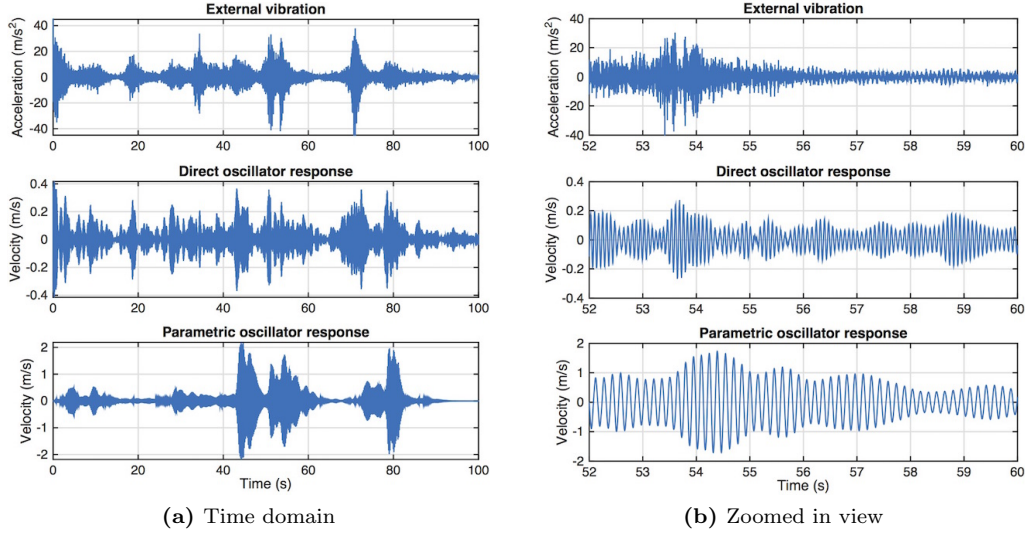 External vibration
Acceleration (m/s²)
40
20
0
-20
-40
0 20 40 60 80 100
Direct oscillator response
Velocity (m/s)
0.4
0.2
0
-0.2
-0.4
0 20 40 60 80 100
Parametric oscillator response
Velocity (m/s)
2
1
0
-1
-2
0 20 40 60 80 100
Time (s)
(a) Time domain
External vibration
Acceleration (m/s²)
40
20
0
-20
-40
52 53 54 55 56 57 58 59 60
Direct oscillator response
Velocity (m/s)
0.4
0.2
0
-0.2
-0.4
52 53 54 55 56 57 58 59 60
Parametric oscillator response
Velocity (m/s)
2
1
0
-1
-2
52 53 54 55 56 57 58 59 60
Time (s)
(b) Zoomed in view